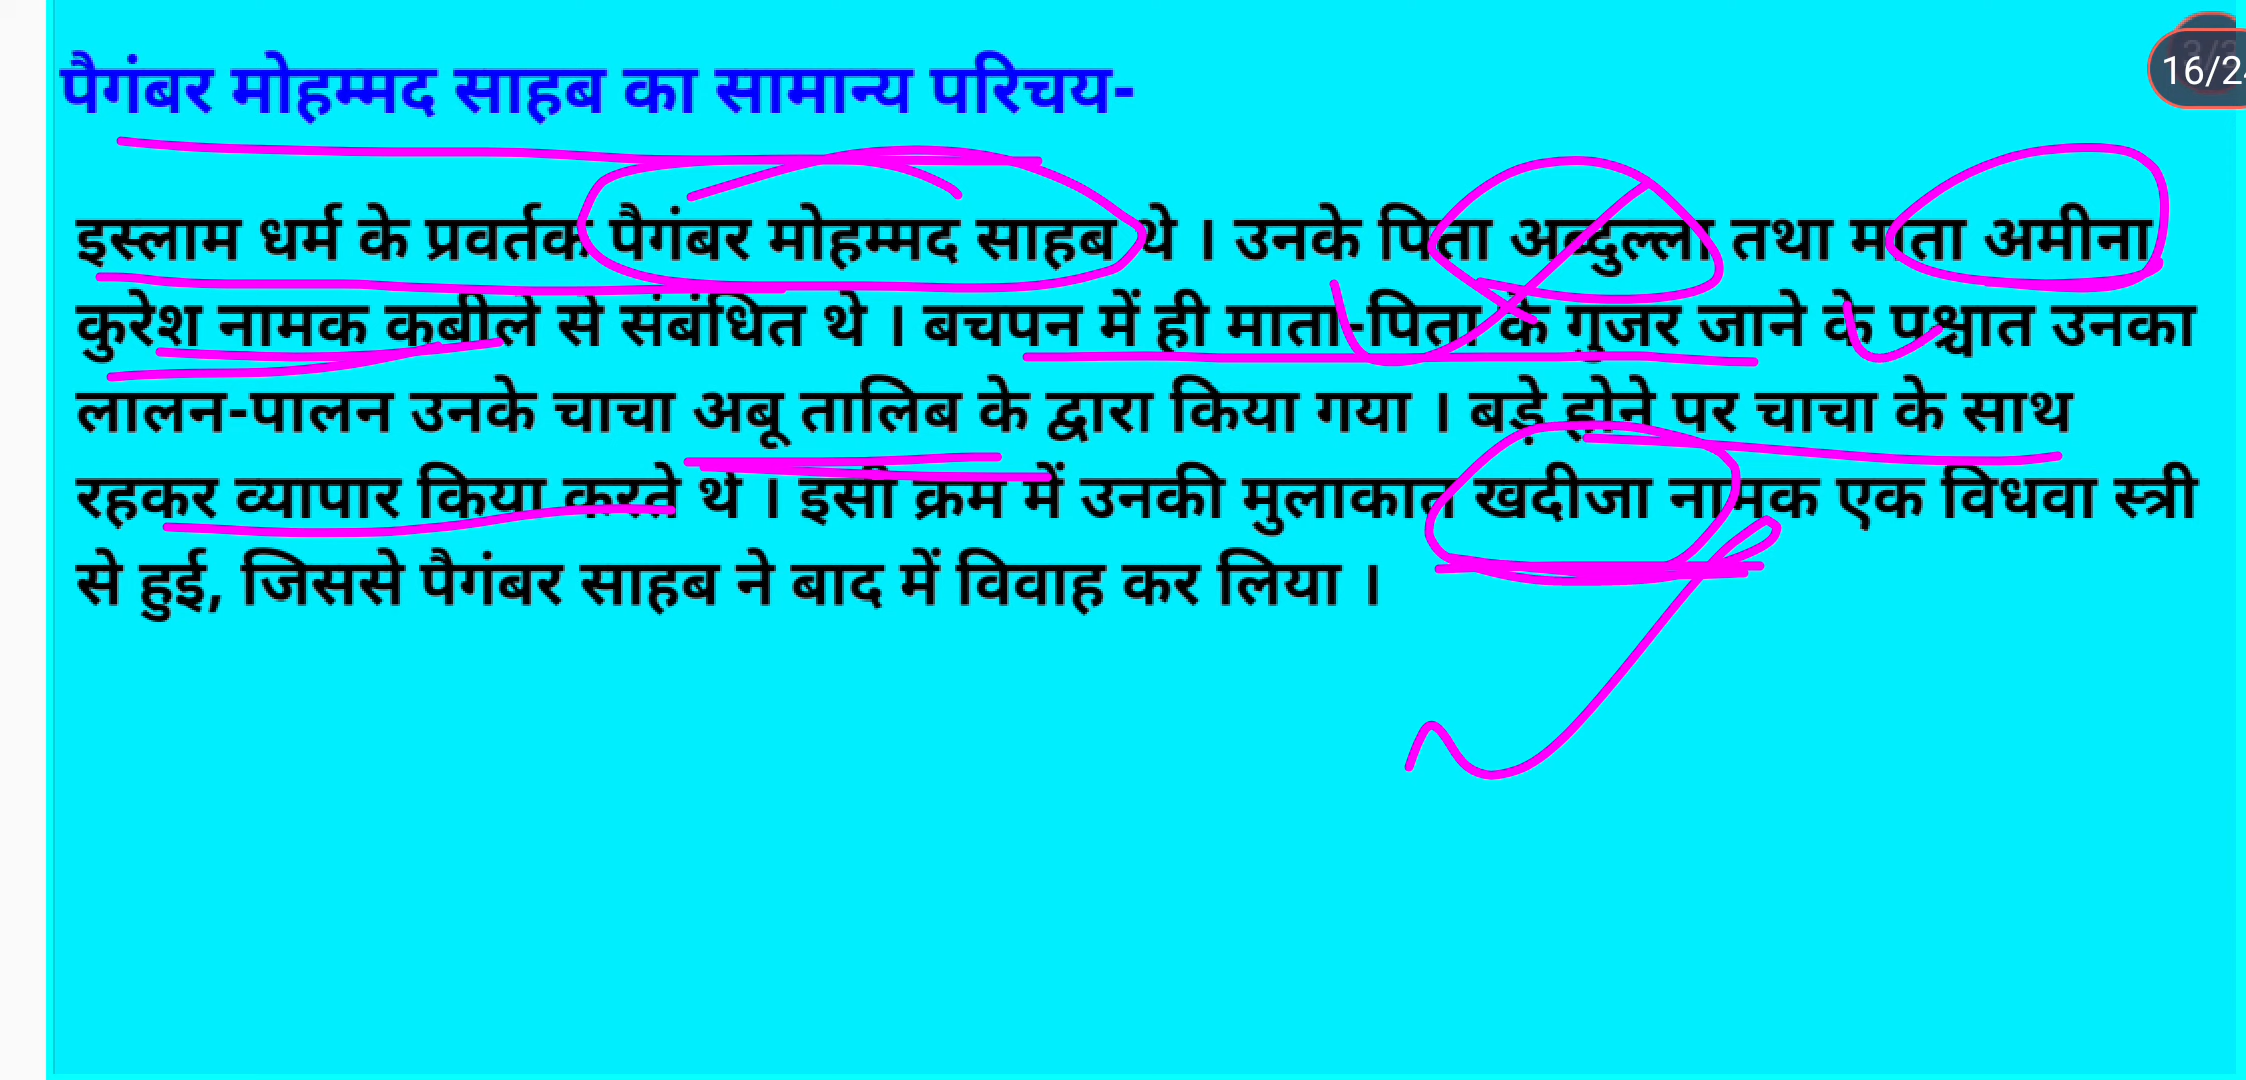 पैगंबर मोहम्मद साहब का सामान्य परिचय-
16/2
इस्लाम धर्म के प्रवर्तक पैगंबर मोहम्मद साहब थे । उनके पिता अब्दुल्ला तथा माता अमीना
कुरेश नामक कबीले से संबंधित थे । बचपन में ही माता-पिता के गुजर जाने के पश्चात उनका
लालन-पालन उनके चाचा अबू तालिब के द्वारा किया गया । बड़े होने पर चाचा के साथ
रहकर व्यापार किया करते थे । इसी क्रम में उनकी मुलाकात खदीजा नामक एक विधवा स्त्री
से हुई, जिससे पैगंबर साहब ने बाद में विवाह कर लिया ।